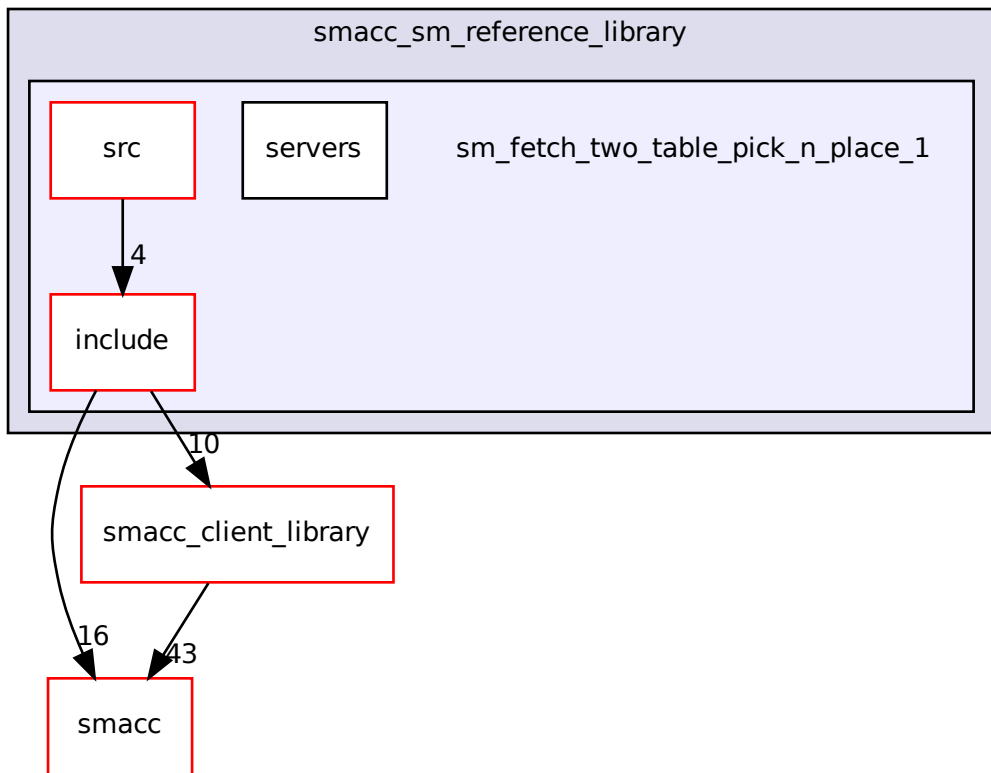 smacc_sm_reference_library
src
servers
sm_fetch_two_table_pick_n_place_1
4
include
10
smacc_client_library
16
43
smacc